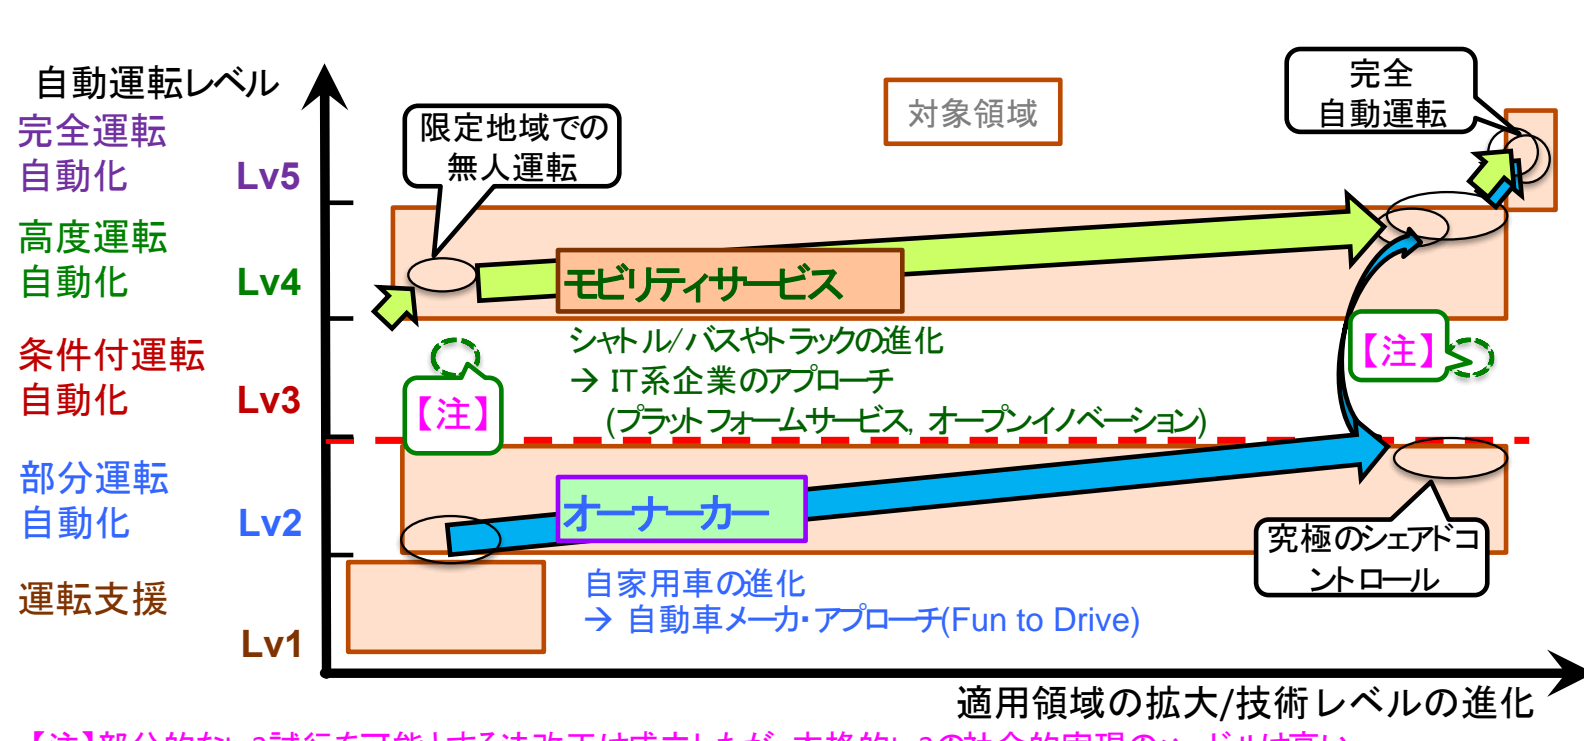 自動運転レベル
完全運転
自動化 Lv5
高度運転
自動化 Lv4
条件付運転
自動化 Lv3
部分運転
自動化 Lv2
運転支援
Lv1
限定地域での
無人運転
対象領域
完全
自動運転
モビリティサービス
シャトル/バスやトラックの進化
→ IT系企業のアプローチ
(プラットフォームサービス, オープンイノベーション)
【注】
【注】
オーナーカー
自家用車の進化
→ 自動車メーカ・アプローチ(Fun to Drive)
究極のシェアドコ
ントロール
適用領域の拡大/技術レベルの進化